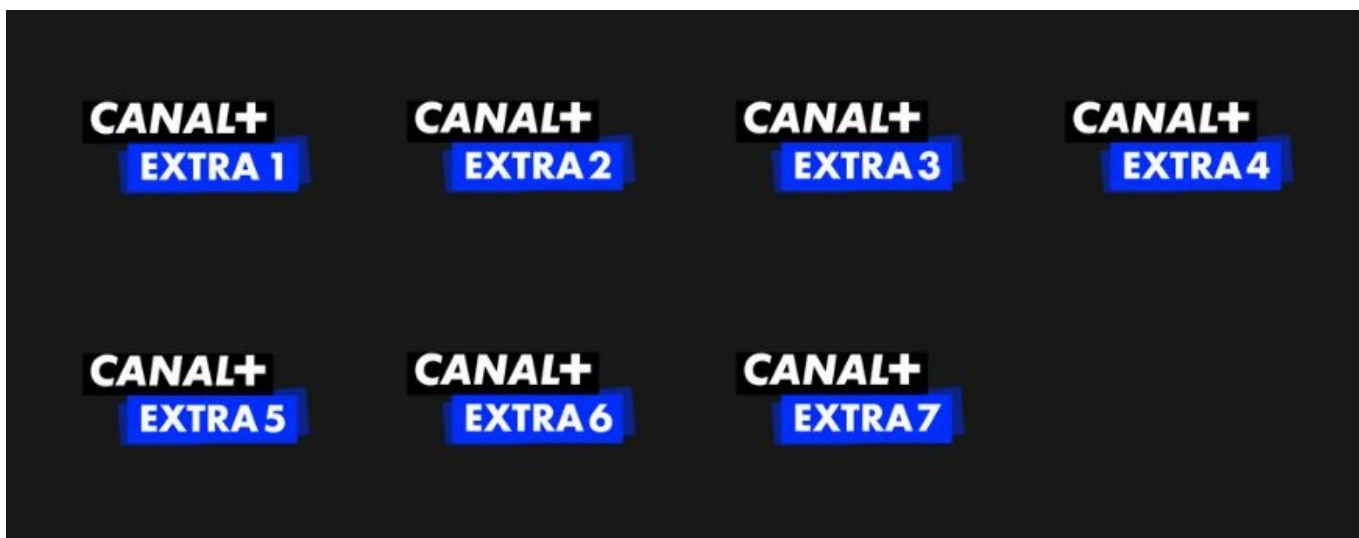 CANAL+
EXTRA 1
CANAL+
EXTRA 2
CANAL+
EXTRA 3
CANAL+
EXTRA 4
CANAL+
EXTRA 5
CANAL+
EXTRA 6
CANAL+
EXTRA 7